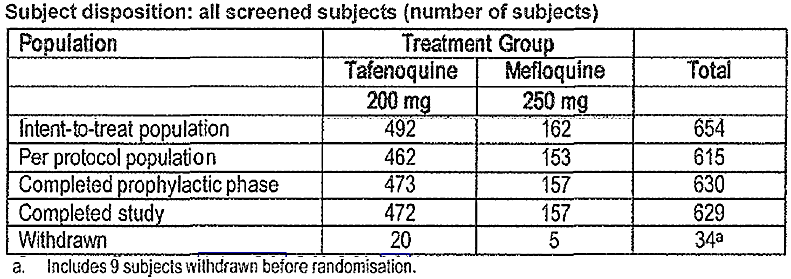 Subject disposition: all screened subjects (number of subjects)
Population Treatment Group
Tafenoquine Mefloquine Total
200 mg 250 mg
Intent-to-treat population 492 162 654
Per protocol population 462 153 615
Completed prophylactic phase 473 157 630
Completed study 472 157 629
Withdrawn 20 5 34a
a. Includes 9 subjects withdrawn before randomisation.